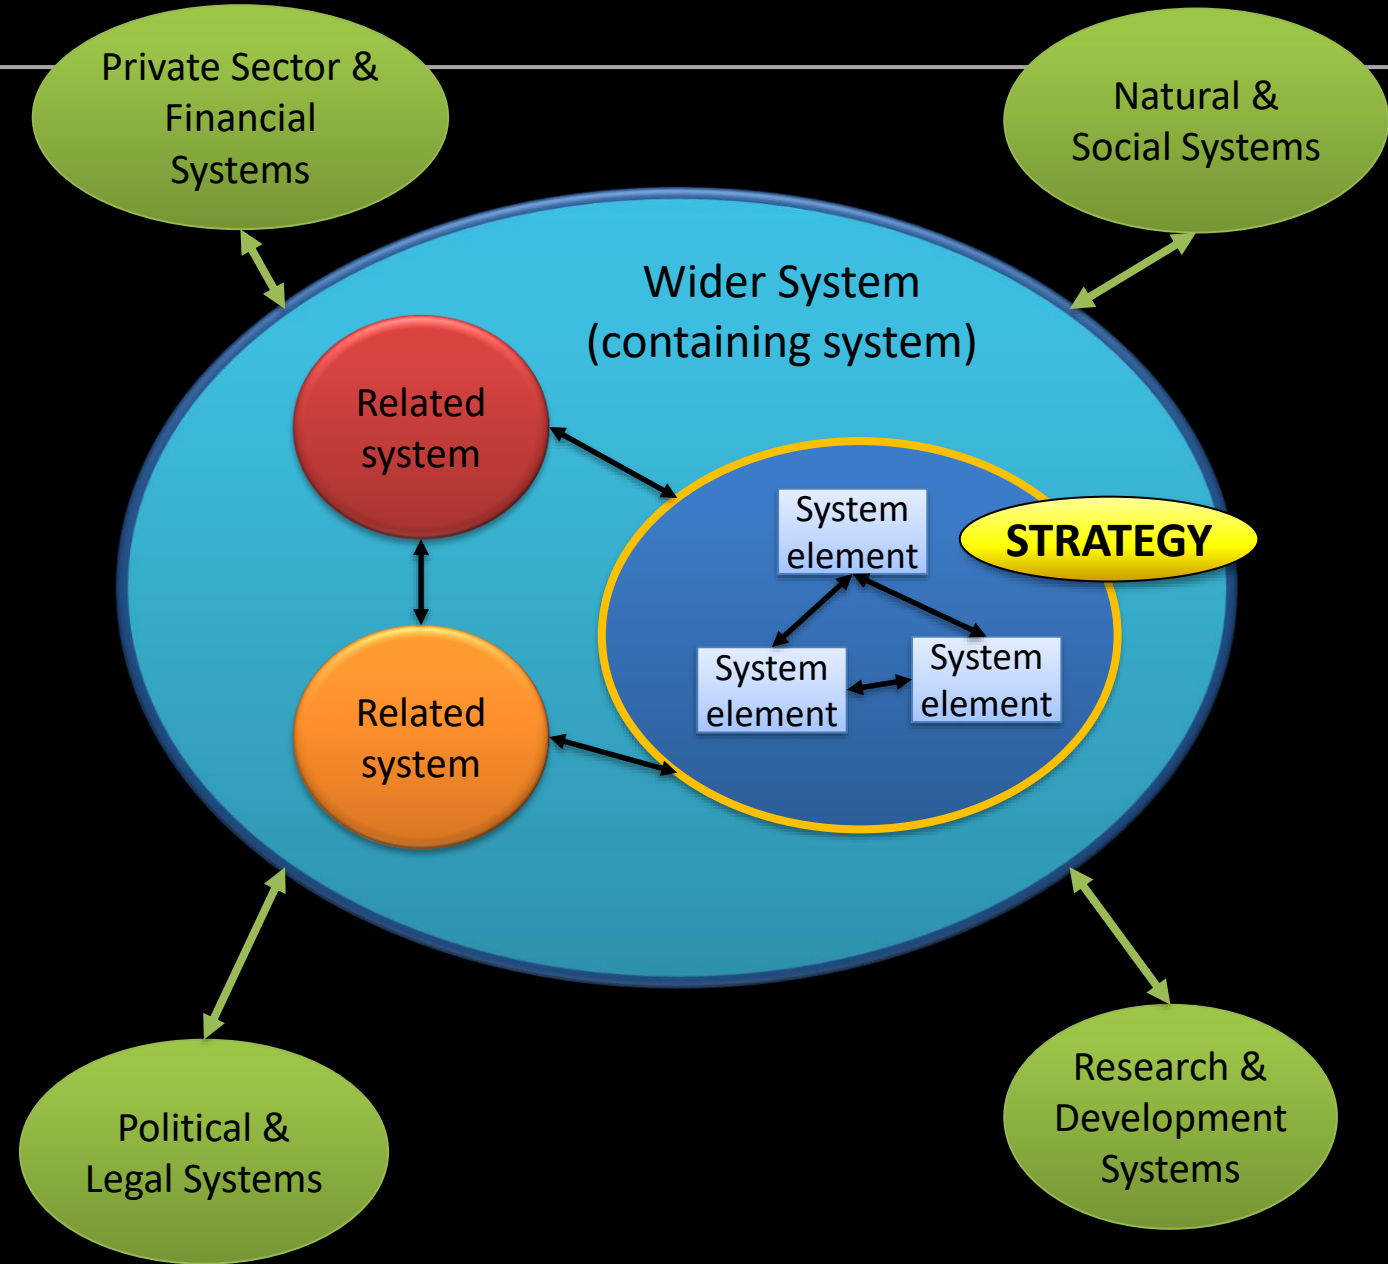 Private Sector &
Financial
Systems
Natural &
Social Systems
Wider System
(containing system)
Related
system
System
element
STRATEGY
System
element
System
element
Related
system
Political &
Legal Systems
Research &
Development
Systems